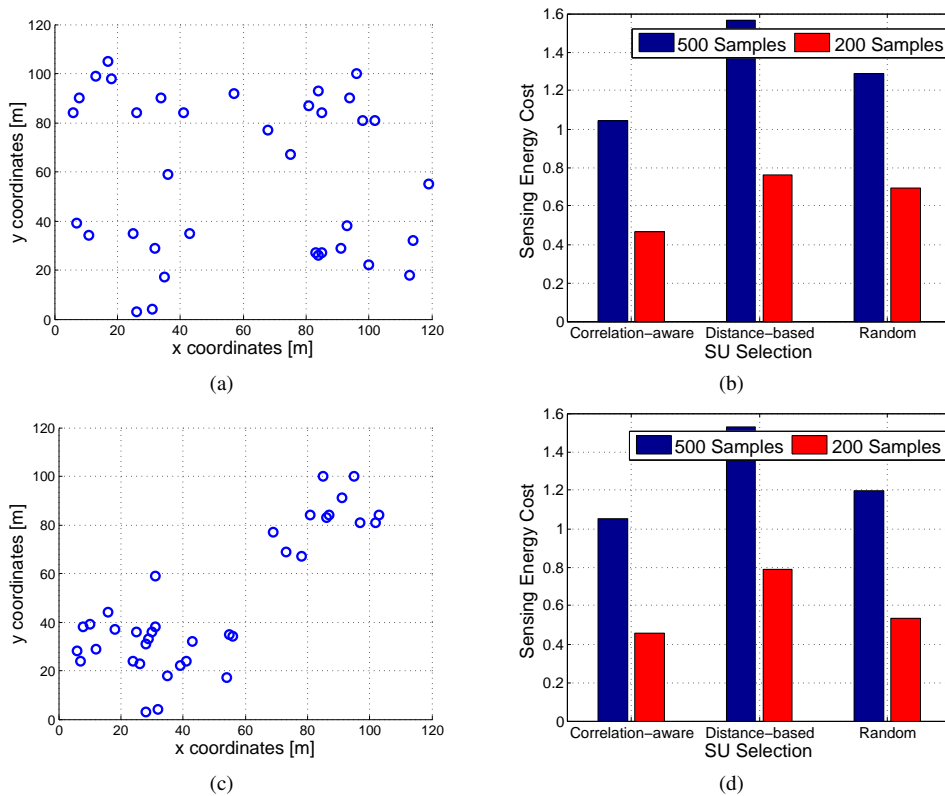 120
100
80
60
40
20
0
y coordinates [m]
0 20 40 60 80 100 120
x coordinates [m]
(a)
1.6
1.4
1.2
1
0.8
0.6
0.4
0.2
0
Sensing Energy Cost
500 Samples 200 Samples
Correlation−aware Distance−based Random
SU Selection
(b)
120
100
80
60
40
20
0
y coordinates [m]
0 20 40 60 80 100 120
x coordinates [m]
(c)
1.6
1.4
1.2
1
0.8
0.6
0.4
0.2
0
Sensing Energy Cost
500 Samples 200 Samples
Correlation−aware Distance−based Random
SU Selection
(d)